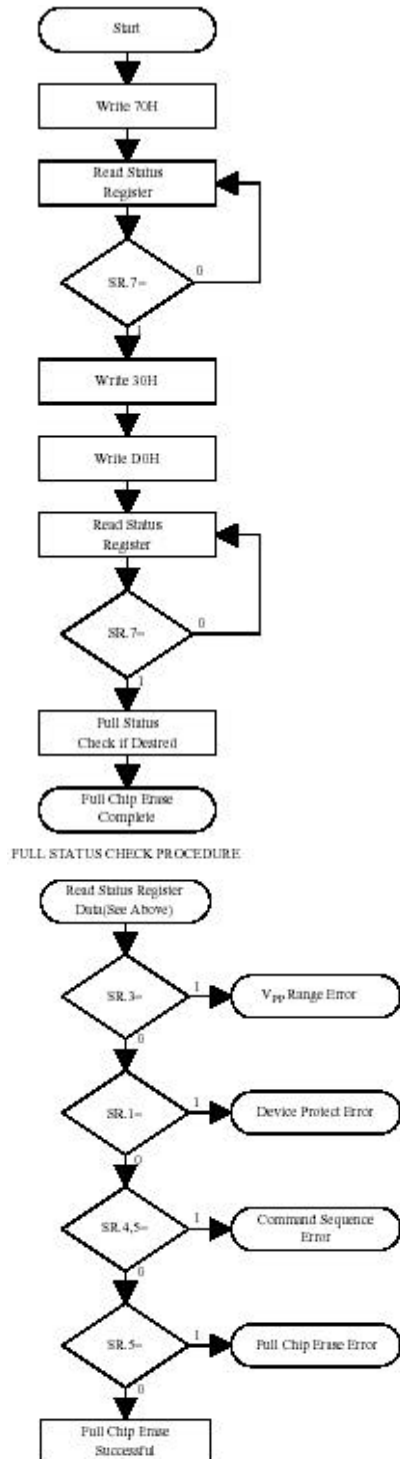 Start
Write 70H
Read Status
Register
SR.7=
0
1
Write 30H
Write D0H
Read Status
Register
SR.7=
0
1
Full Status
Check if Desired
Full Chip Erase
Complete
FULL STATUS CHECK PROCEDURE
Read Status Register
Data(See Above)
SR.3=
1
VPP Range Error
0
SR.1=
1
Device Protect Error
0
SR.4,5=
1
Command Sequence
Error
0
SR.5=
1
Full Chip Erase Error
0
Full Chip Erase
Successful